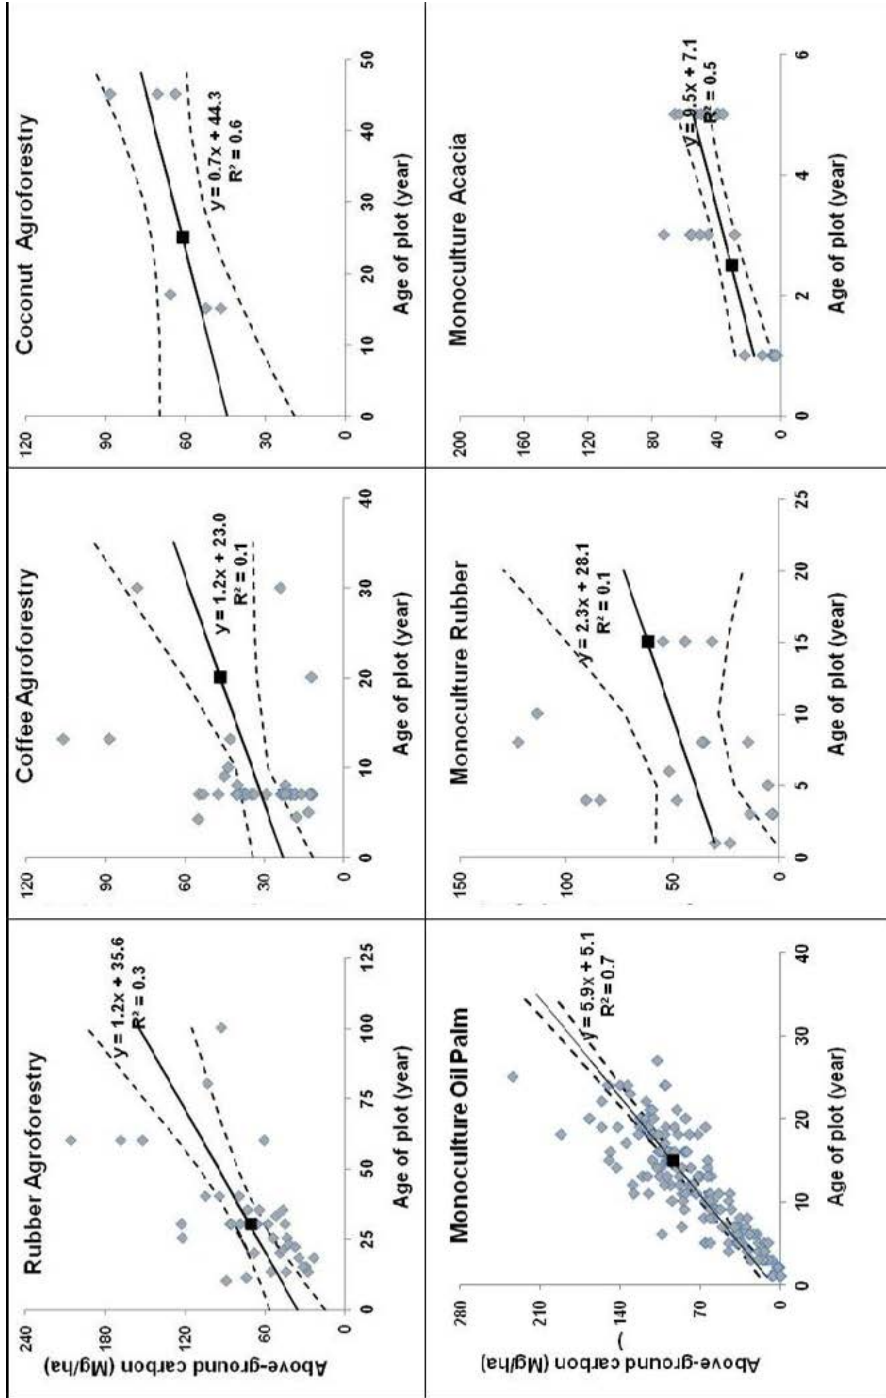 Rubber Agroforestry
Above-ground carbon (Mg/ha)
240
180
120
60
0
y = 1.2x + 35.6
R² = 0.3
0
25
50
75
100
125
Age of plot (year)
Coffee Agroforestry
120
90
60
30
0
y = 1.2x + 23.0
R² = 0.1
0
10
20
30
40
Age of plot (year)
Coconut Agroforestry
120
90
60
30
0
y = 0.7x + 44.3
R² = 0.6
0
10
20
30
40
50
Age of plot (year)
Monoculture Oil Palm
Above-ground carbon (Mg/ha)
)
280
210
140
70
0
y = 5.9x + 5.1
R² = 0.7
0
10
20
30
40
Age of plot (year)
Monoculture Rubber
150
100
50
0
y = 2.3x + 28.1
R² = 0.1
0
5
10
15
20
25
Age of plot (year)
Monoculture Acacia
200
160
120
80
40
0
y = 9.5x + 7.1
R² = 0.5
0
2
4
6
Age of plot (year)